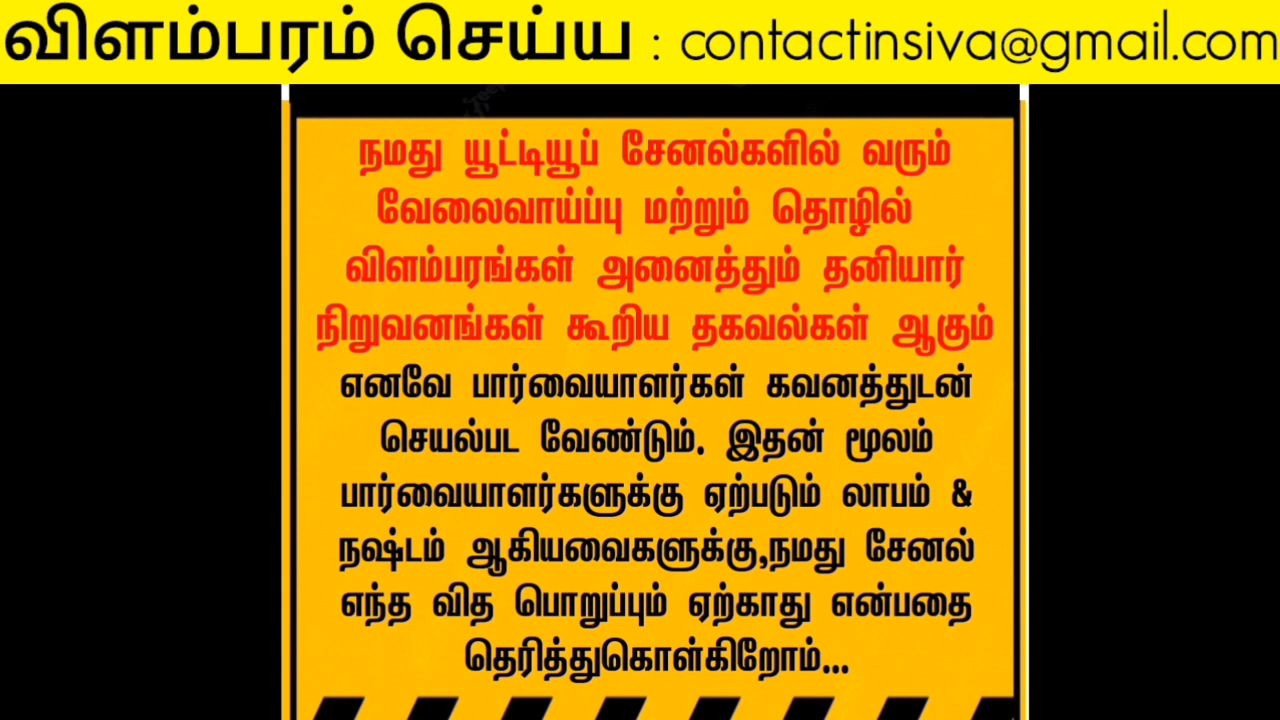 விளம்பரம் செய்ய : contactinsiva@gmail.com
நமது யூட்டியூப் சேனல்களில் வரும்
வேலைவாய்ப்பு மற்றும் தொழில்
விளம்பரங்கள் அனைத்தும் தனியார்
நிறுவனங்கள் கூறிய தகவல்கள் ஆகும்
எனவே பார்வையாளர்கள் கவனத்துடன்
செயல்பட வேண்டும். இதன் மூலம்
பார்வையாளர்களுக்கு ஏற்படும் லாபம் &
நஷ்டம் ஆகியவைகளுக்கு,நமது சேனல்
எந்த வித பொறுப்பும் ஏற்காது என்பதை
தெரித்துகொள்கிறோம்...